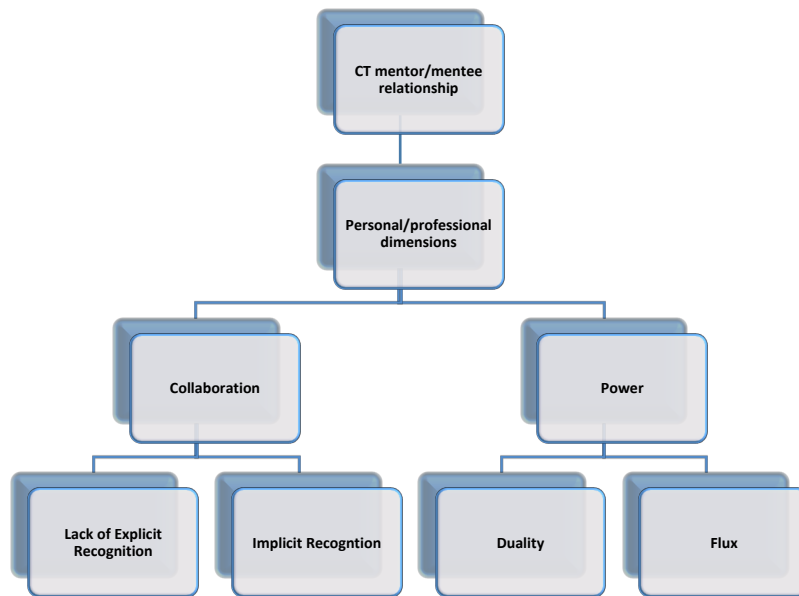 CT mentor/mentee
relationship
Personal/professional
dimensions
Collaboration
Power
Lack of Explicit
Recognition
Implicit Recogntion
Duality
Flux